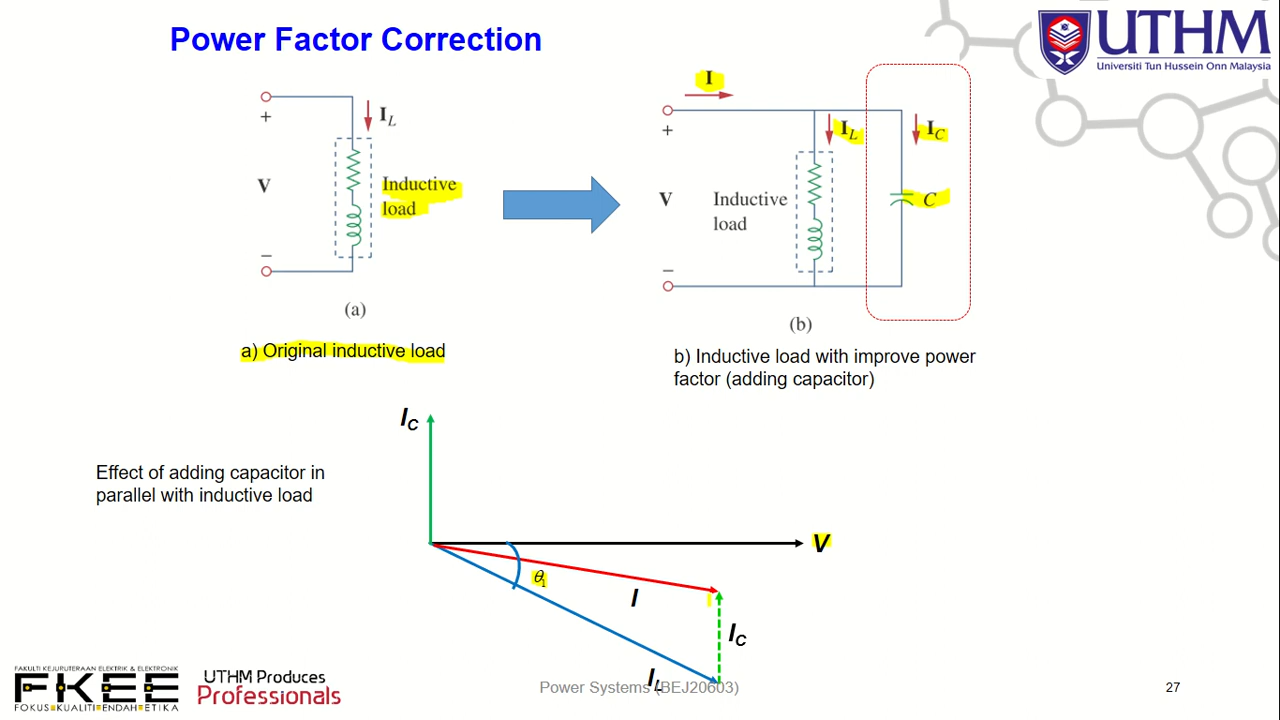 Power Factor Correction
UTHM
Universiti Tun Hussein Onn Malaysia
+
V
−
I_L
Inductive
load
(a)
a) Original inductive load
I
+
V
−
Inductive
load
I_L
I_C
C
(b)
b) Inductive load with improve power
factor (adding capacitor)
Effect of adding capacitor in
parallel with inductive load
I_C
V
θ₁
I
I_C
I_L
FAKULTI KEJURUTERAAN ELEKTRIK & ELEKTRONIK
FKEE
FOKUS KUALITI ENDAH ETIKA
UTHM Produces
Professionals
Power Systems (BEJ20603)
27